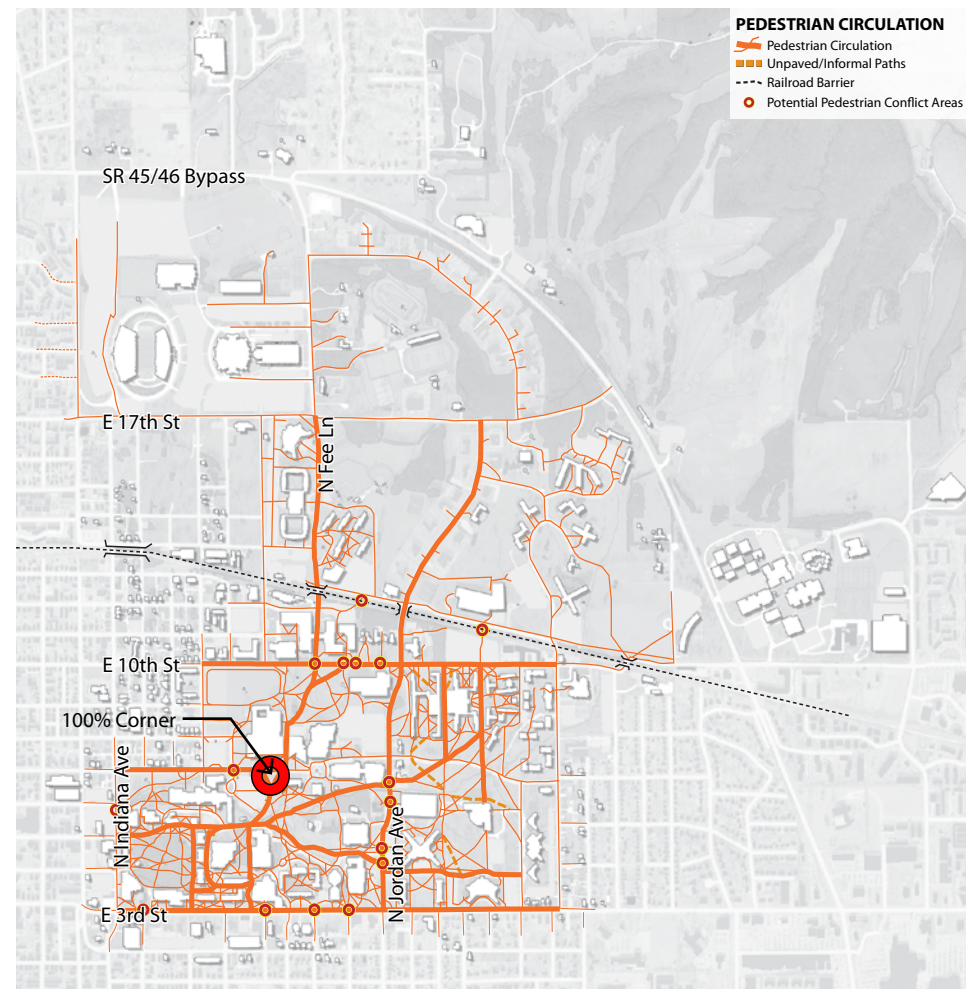 PEDESTRIAN CIRCULATION
Pedestrian Circulation
Unpaved/Informal Paths
Railroad Barrier
Potential Pedestrian Conflict Areas
SR 45/46 Bypass
E 17th St
N Fee Ln
E 10th St
100% Corner
N Indiana Ave
N Jordan Ave
E 3rd St